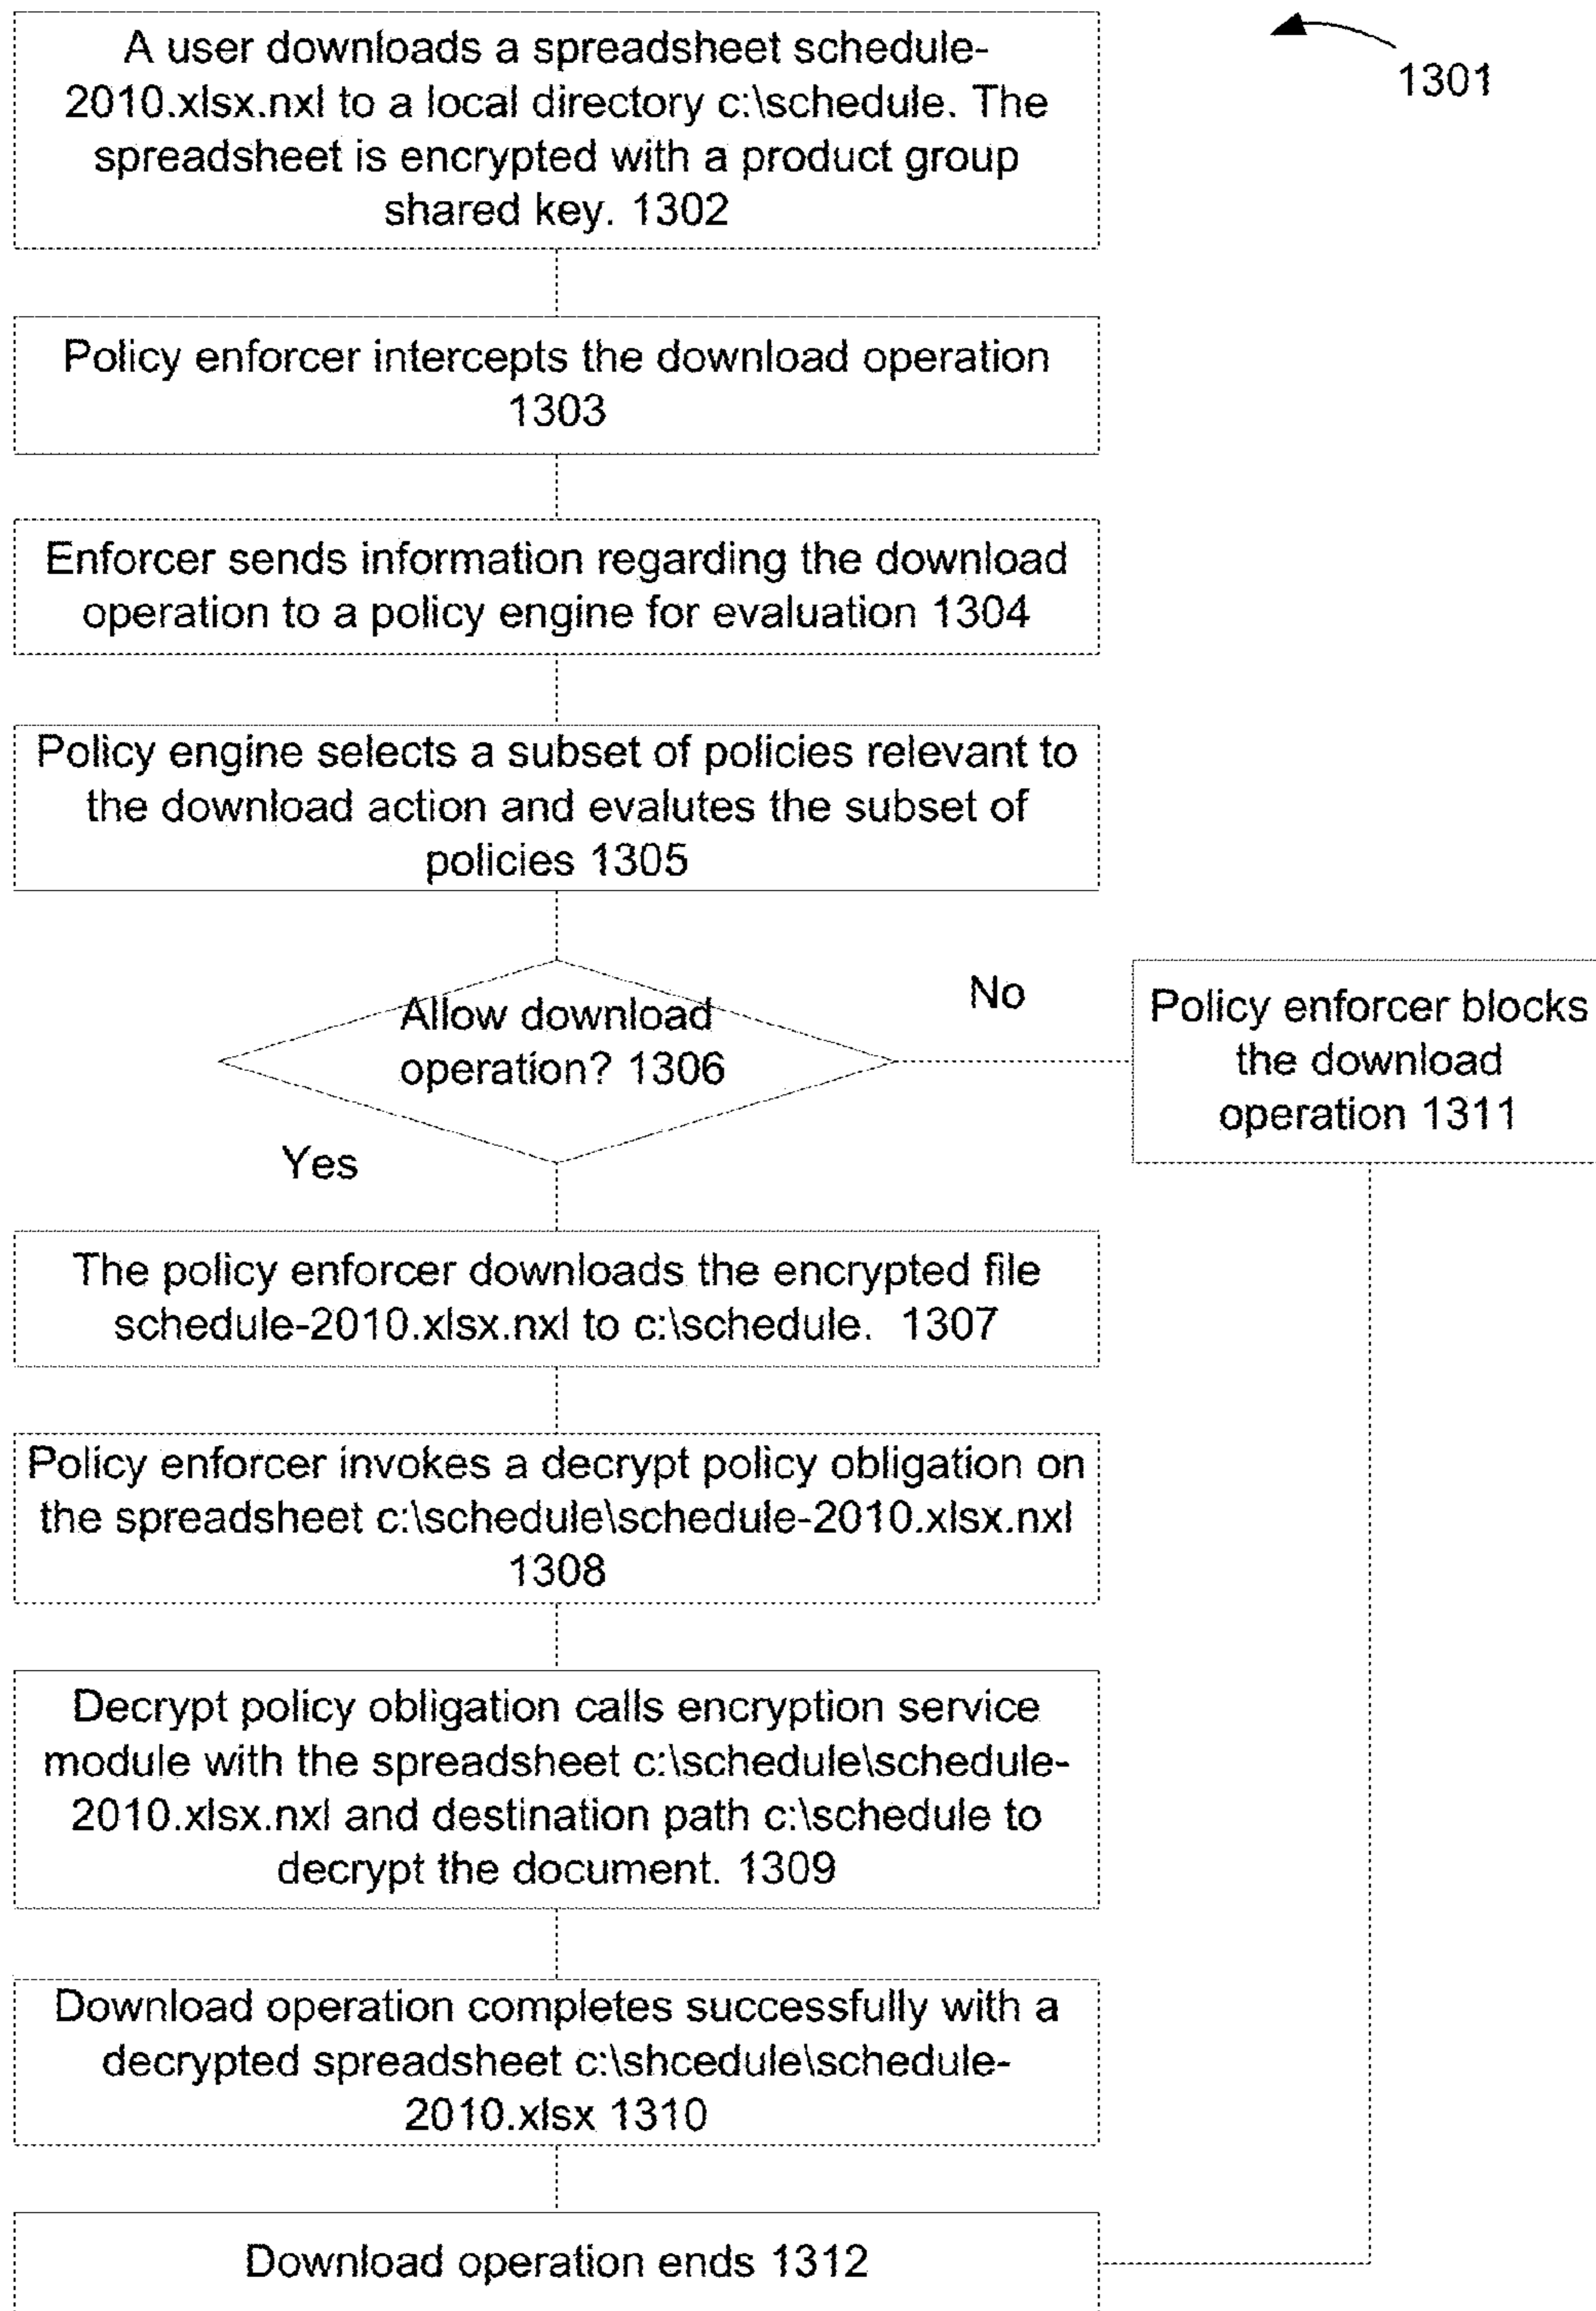 A user downloads a spreadsheet schedule-
2010.xlsx.nxl to a local directory c:\schedule. The
spreadsheet is encrypted with a product group
shared key. 1302
1301
Policy enforcer intercepts the download operation
1303
Enforcer sends information regarding the download
operation to a policy engine for evaluation 1304
Policy engine selects a subset of policies relevant to
the download action and evalutes the subset of
policies 1305
Allow download
operation? 1306
No
Policy enforcer blocks
the download
operation 1311
Yes
The policy enforcer downloads the encrypted file
schedule-2010.xlsx.nxl to c:\schedule. 1307
Policy enforcer invokes a decrypt policy obligation on
the spreadsheet c:\schedule\schedule-2010.xlsx.nxl
1308
Decrypt policy obligation calls encryption service
module with the spreadsheet c:\schedule\schedule-
2010.xlsx.nxl and destination path c:\schedule to
decrypt the document. 1309
Download operation completes successfully with a
decrypted spreadsheet c:\shcedule\schedule-
2010.xlsx 1310
Download operation ends 1312